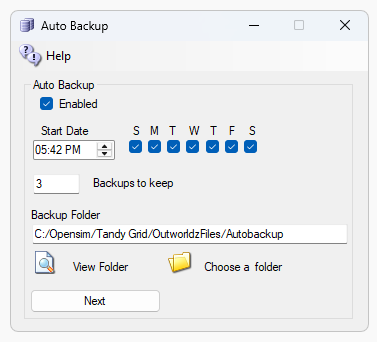 Auto Backup
Help
Auto Backup
Enabled
Start Date S M T W T F S
05:42 PM
3 Backups to keep
Backup Folder
C:/Opensim/Tandy Grid/OutworldzFiles/Autobackup
View Folder Choose a folder
Next